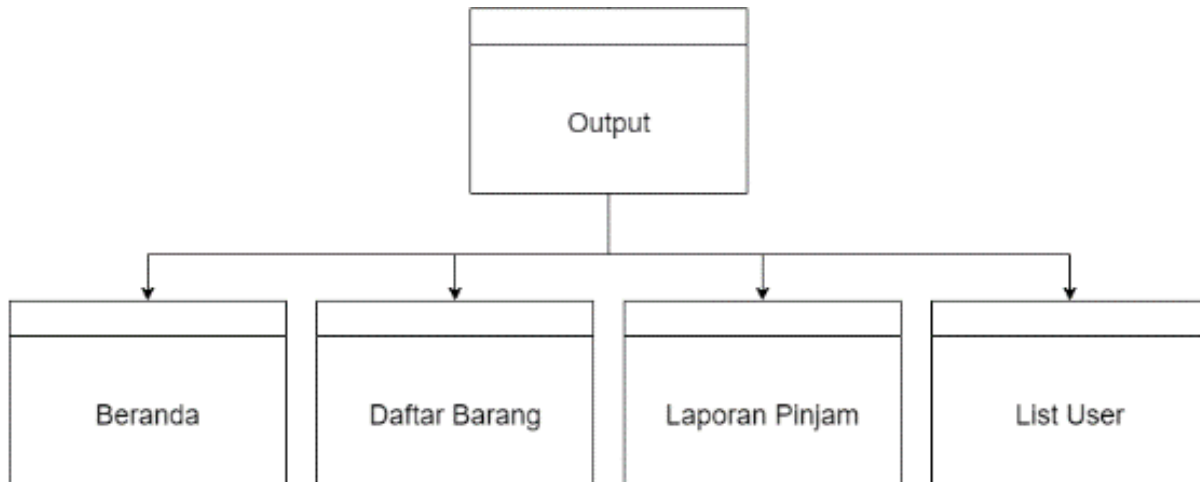 Output
Beranda
Daftar Barang
Laporan Pinjam
List User